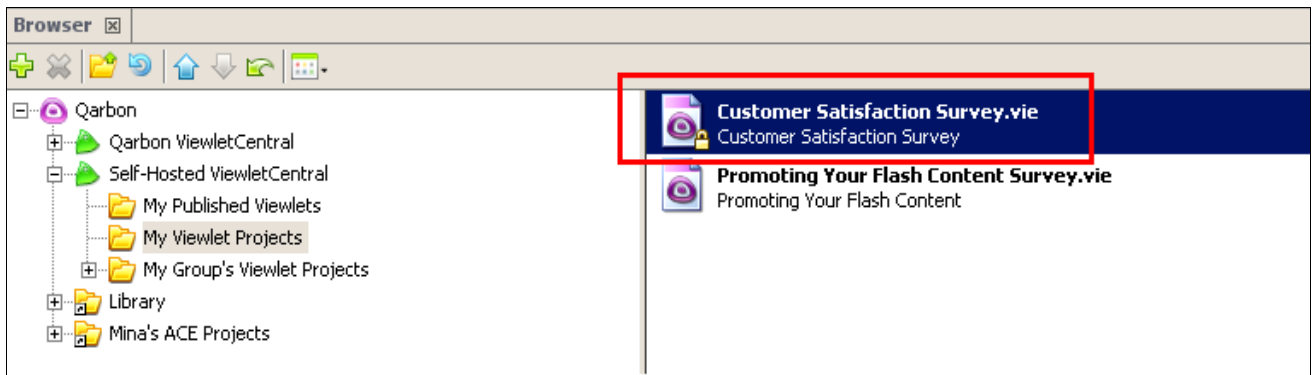 Browser
Qarbon
Qarbon ViewletCentral
Self-Hosted ViewletCentral
My Published Viewlets
My Viewlet Projects
My Group's Viewlet Projects
Library
Mina's ACE Projects
Customer Satisfaction Survey.vie
Customer Satisfaction Survey
Promoting Your Flash Content Survey.vie
Promoting Your Flash Content